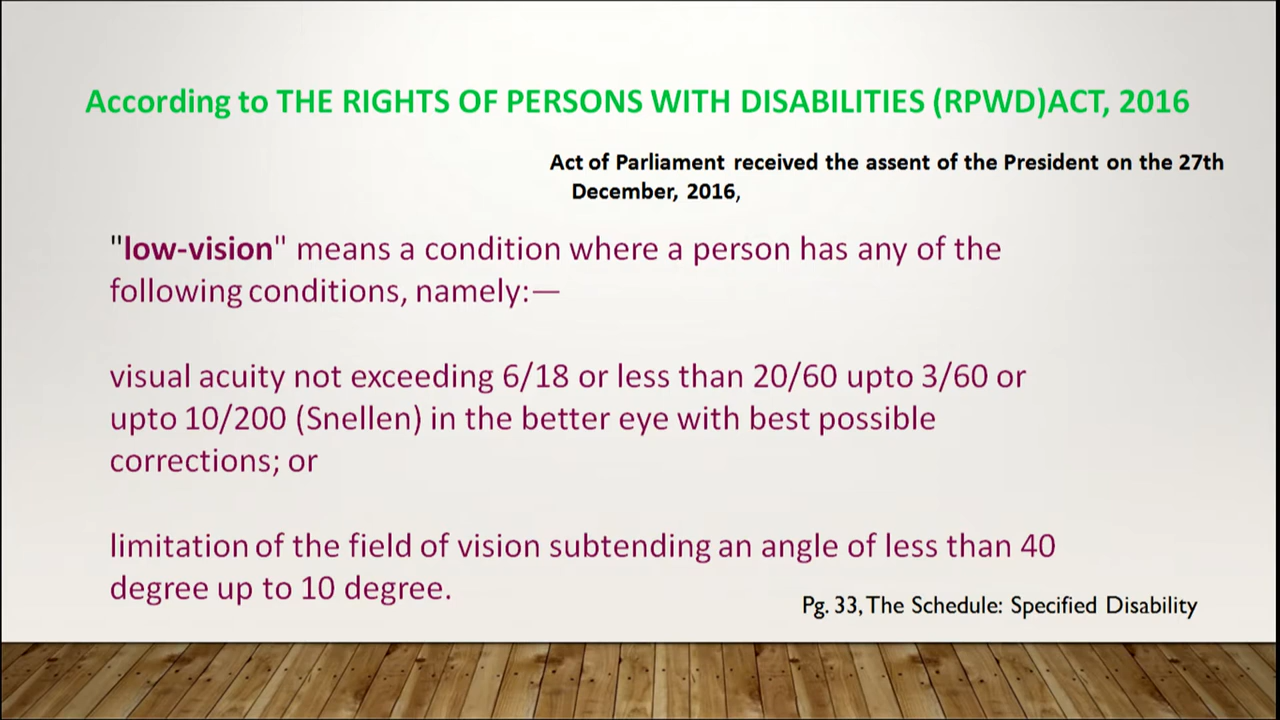 According to THE RIGHTS OF PERSONS WITH DISABILITIES (RPWD)ACT, 2016
Act of Parliament received the assent of the President on the 27th
December, 2016,
"low-vision" means a condition where a person has any of the
following conditions, namely:—
visual acuity not exceeding 6/18 or less than 20/60 upto 3/60 or
upto 10/200 (Snellen) in the better eye with best possible
corrections; or
limitation of the field of vision subtending an angle of less than 40
degree up to 10 degree.
Pg. 33, The Schedule: Specified Disability